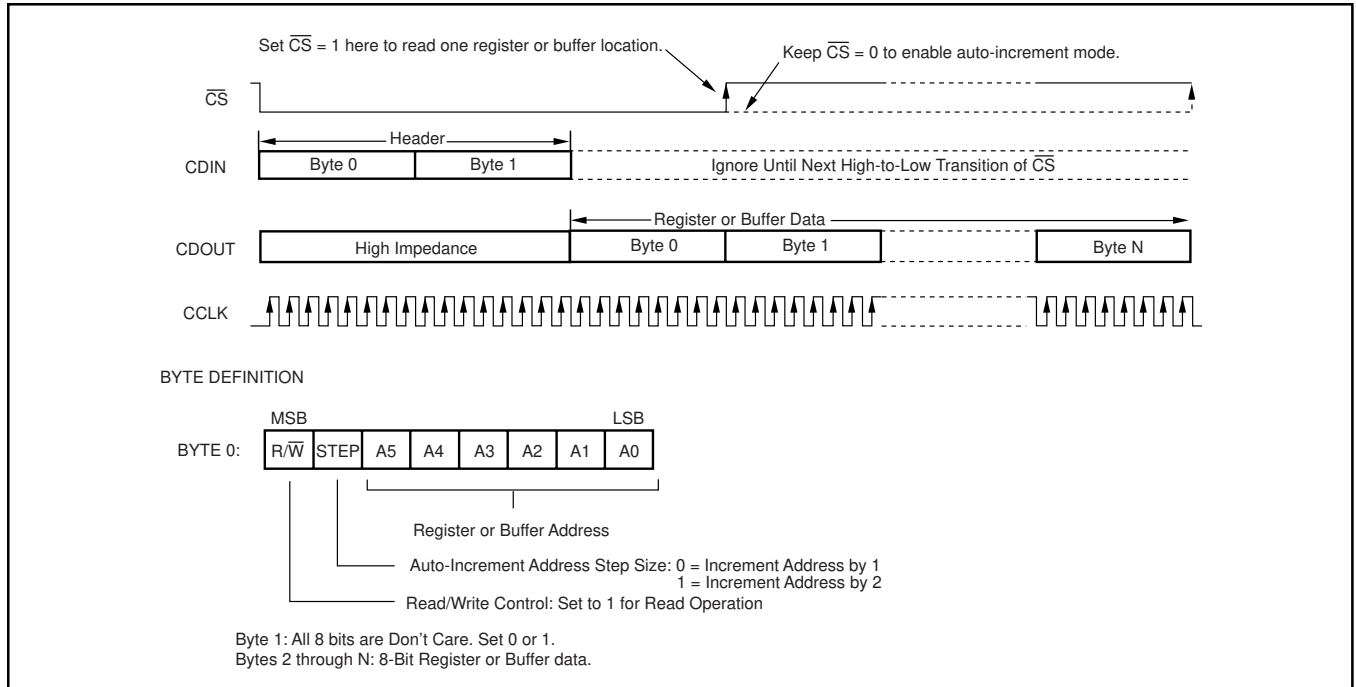 Set C̅S̅ = 1 here to read one register or buffer location.
Keep C̅S̅ = 0 to enable auto-increment mode.
C̅S̅
Header
CDIN
Byte 0
Byte 1
Ignore Until Next High-to-Low Transition of C̅S̅
Register or Buffer Data
CDOUT
High Impedance
Byte 0
Byte 1
Byte N
CCLK
BYTE DEFINITION
MSB
LSB
BYTE 0:
R/W̅
STEP
A5
A4
A3
A2
A1
A0
Register or Buffer Address
Auto-Increment Address Step Size: 0 = Increment Address by 1
1 = Increment Address by 2
Read/Write Control: Set to 1 for Read Operation
Byte 1: All 8 bits are Don't Care. Set 0 or 1.
Bytes 2 through N: 8-Bit Register or Buffer data.